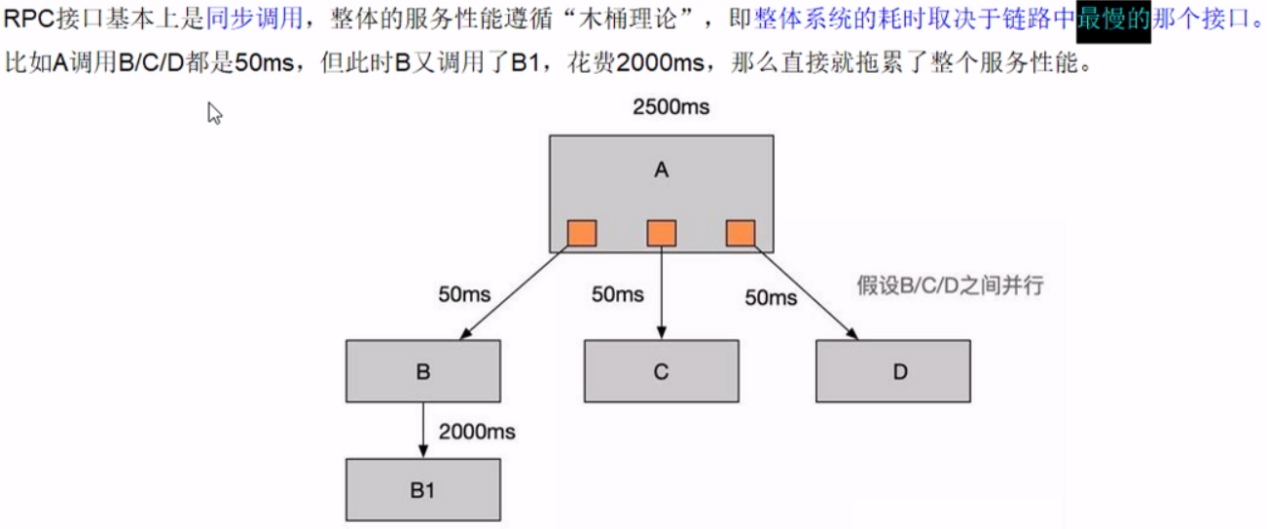 RPC接口基本上是同步调用，整体的服务性能遵循“木桶理论”，即整体系统的耗时取决于链路中最慢的那个接口。
比如A调用B/C/D都是50ms，但此时B又调用了B1，花费2000ms，那么直接就拖累了整个服务性能。
2500ms
A
假设B/C/D之间并行
50ms
50ms
50ms
B
C
D
2000ms
B1